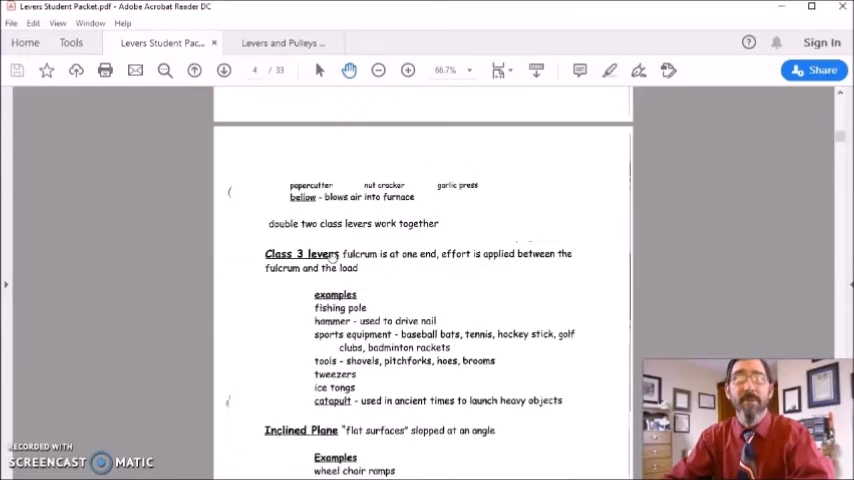 Levers Student Packet.pdf - Adobe Acrobat Reader DC
File Edit View Window Help
Home Tools Levers Student Pac... × Levers and Pulleys ... Sign In
4 / 33 66.7% Share
papercutter nut cracker garlic press
bellow - blows air into furnace
double two class levers work together
Class 3 levers fulcrum is at one end, effort is applied between the
fulcrum and the load
examples
fishing pole
hammer - used to drive nail
sports equipment - baseball bats, tennis, hockey stick, golf
clubs, badminton rackets
tools - shovels, pitchforks, hoes, brooms
tweezers
ice tongs
catapult - used in ancient times to launch heavy objects
Inclined Plane "flat surfaces" slopped at an angle
Examples
wheel chair ramps
RECORDED WITH
SCREENCAST MATIC